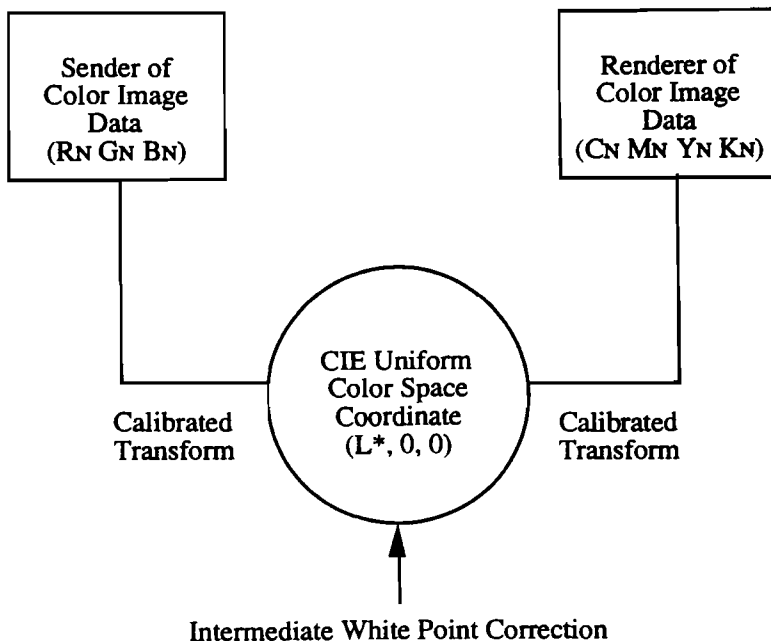 Sender of
Color Image
Data
(RN GN BN)
Renderer of
Color Image
Data
(CN MN YN KN)
CIE Uniform
Color Space
Coordinate
(L*, 0, 0)
Calibrated
Transform
Calibrated
Transform
Intermediate White Point Correction